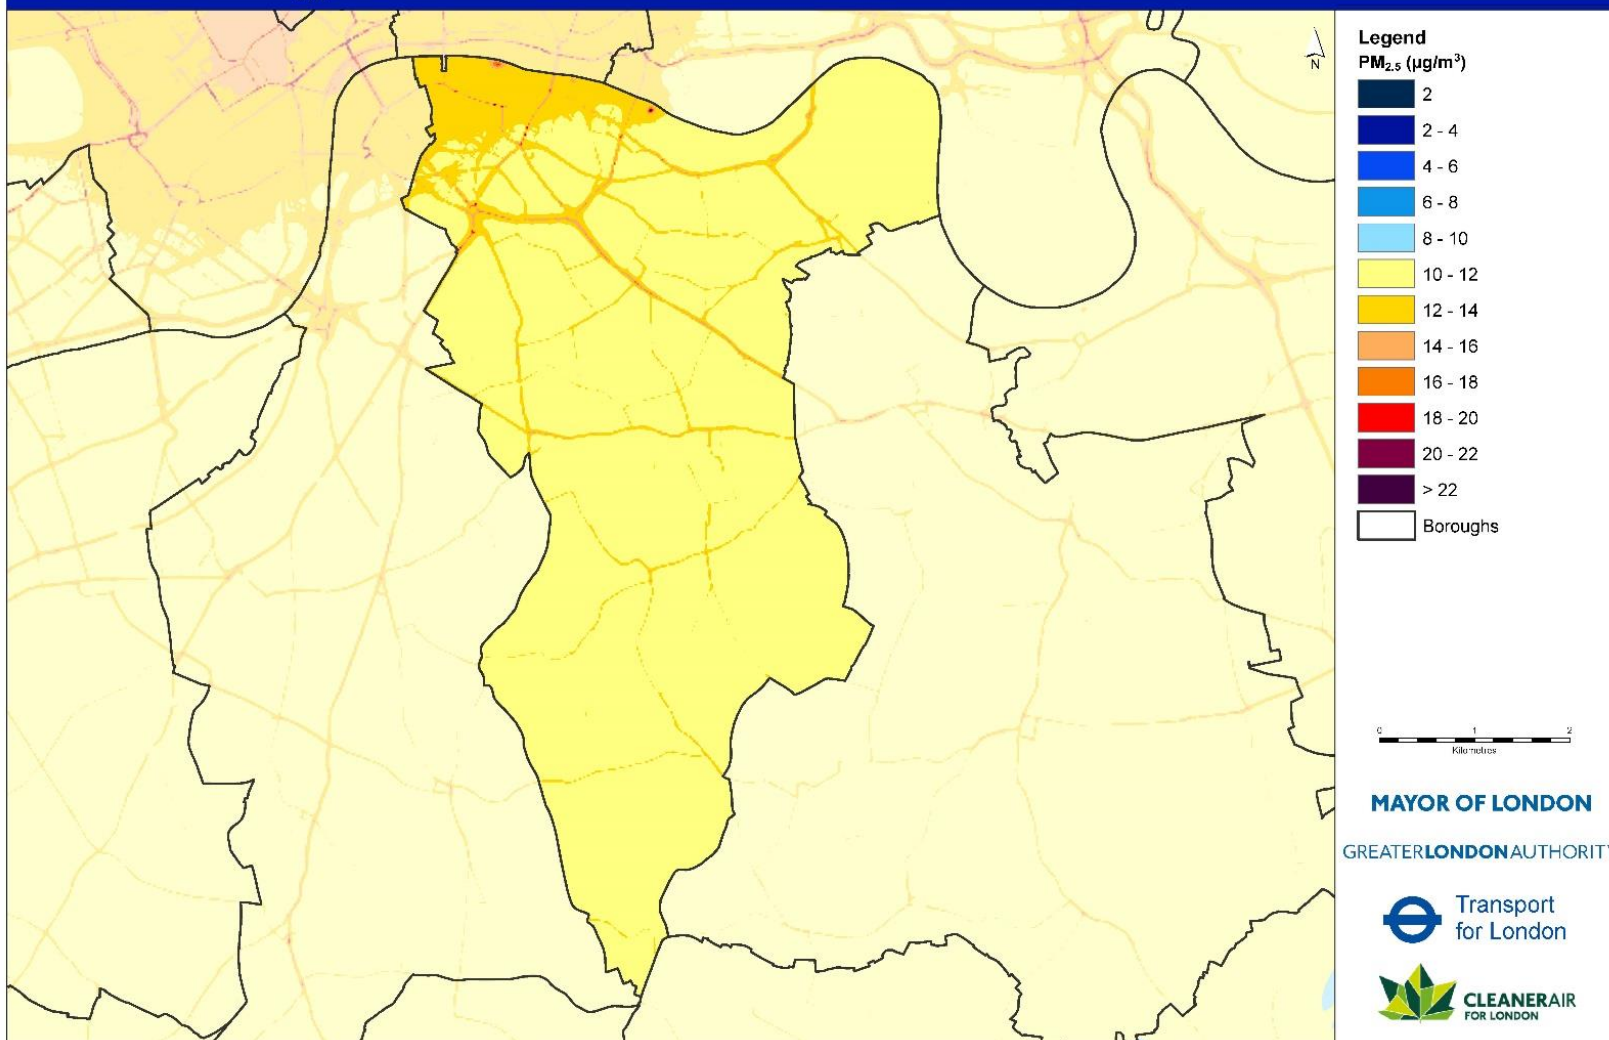 N
Legend
PM2.5 (µg/m³)
2
2 - 4
4 - 6
6 - 8
8 - 10
10 - 12
12 - 14
14 - 16
16 - 18
18 - 20
20 - 22
> 22
Boroughs
0 1 2
Kilometres
MAYOR OF LONDON
GREATERLONDONAUTHORITY
Transport
for London
CLEANERAIR
FOR LONDON